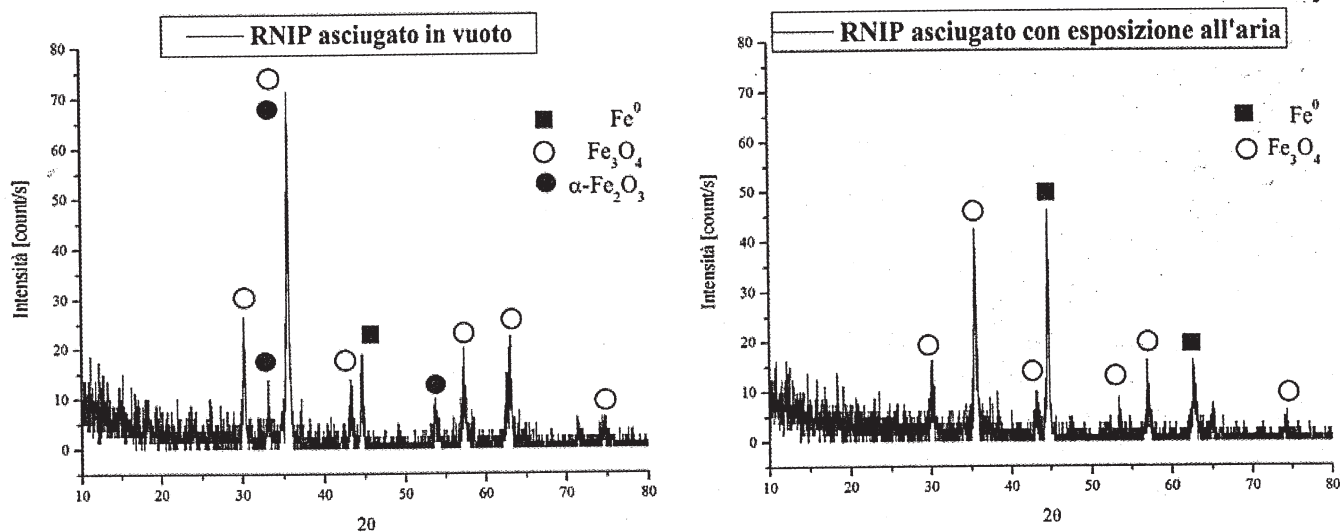 RNIP asciugato in vuoto
80
70
60
50
40
30
20
10
0
Intensità [count/s]
Fe⁰
Fe₃O₄
α-Fe₂O₃
10 20 30 40 50 60 70 80
2θ
RNIP asciugato con esposizione all'aria
80
70
60
50
40
30
20
10
0
Intensità [count/s]
Fe⁰
Fe₃O₄
10 20 30 40 50 60 70 80
2θ